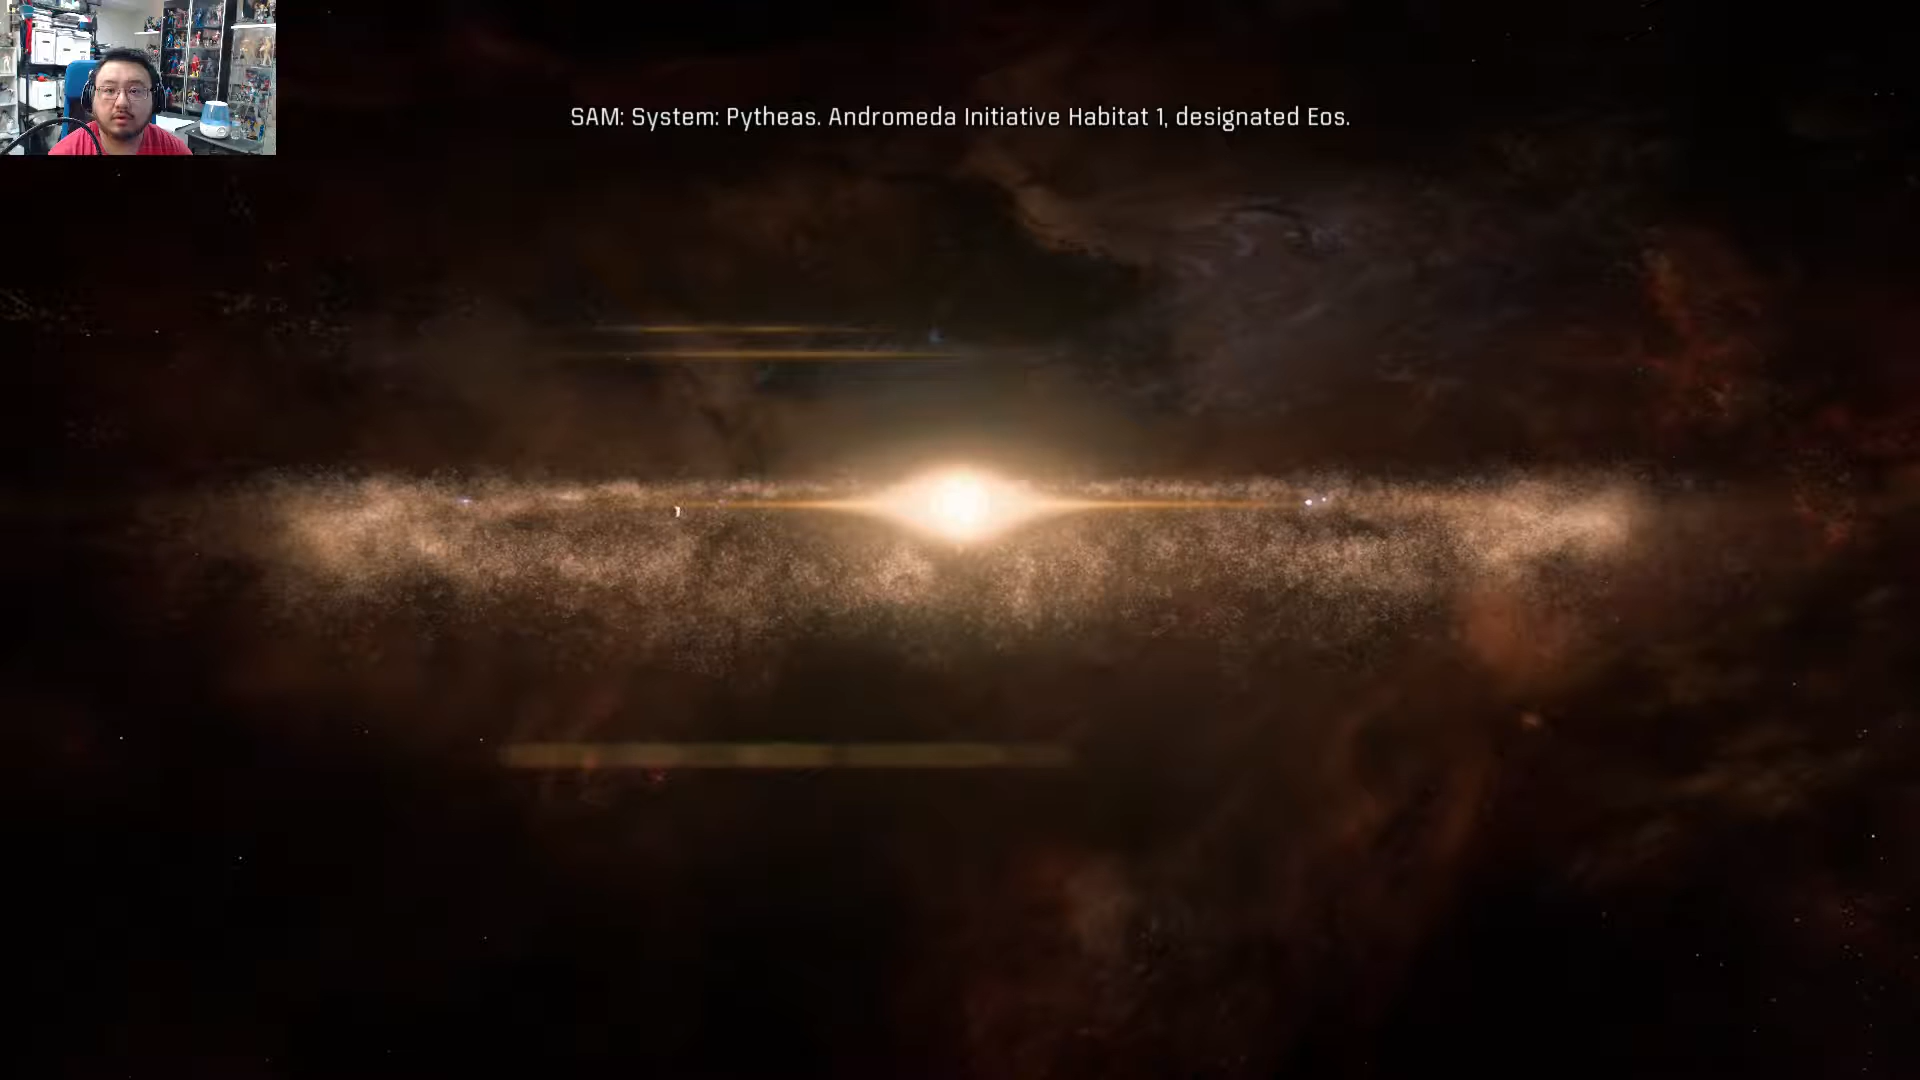 SAM: System: Pytheas. Andromeda Initiative Habitat 1, designated Eos.